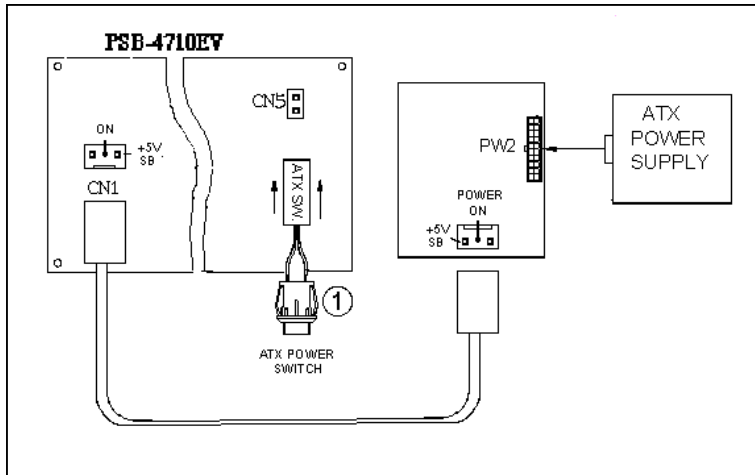 PSB-4710EV
CN5
ON
+5V
SB
CN1
ATX SW.
1
ATX POWER
SWITCH
PW2
POWER
ON
+5V
SB
ATX
POWER
SUPPLY